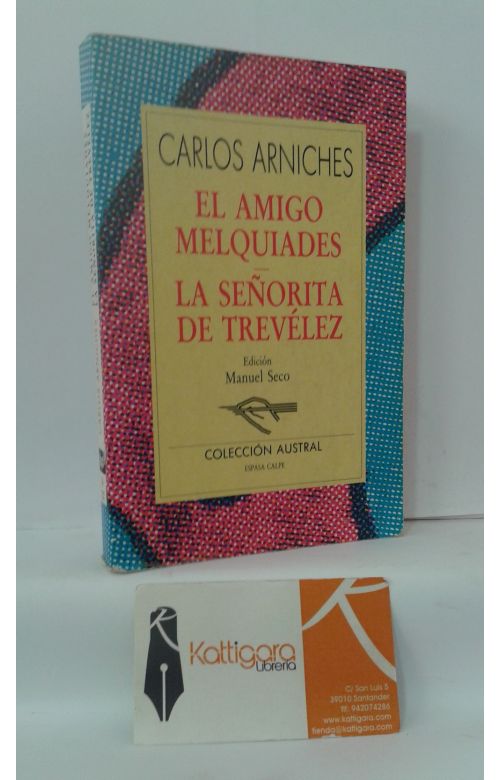 CARLOS ARNICHES
EL AMIGO
MELQUIADES
LA SEÑORITA
DE TREVÉLEZ
Edición
Manuel Seco
COLECCIÓN AUSTRAL
ESPASA CALPE
Kattigara
Librería
C/ San Luis 5
39010 Santander
Tlf: 942074286
www.kattigara.com
tienda@kattigara.com